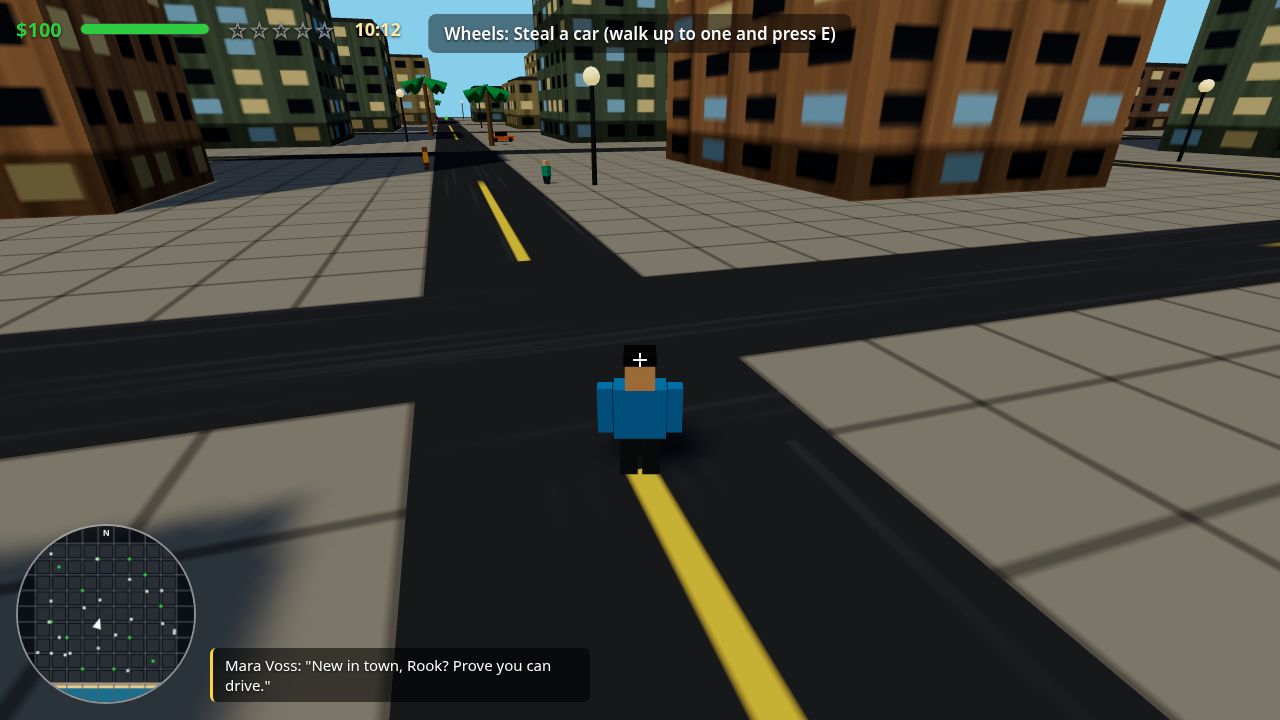 $100
10:12
Wheels: Steal a car (walk up to one and press E)
N
Mara Voss: "New in town, Rook? Prove you can
drive."